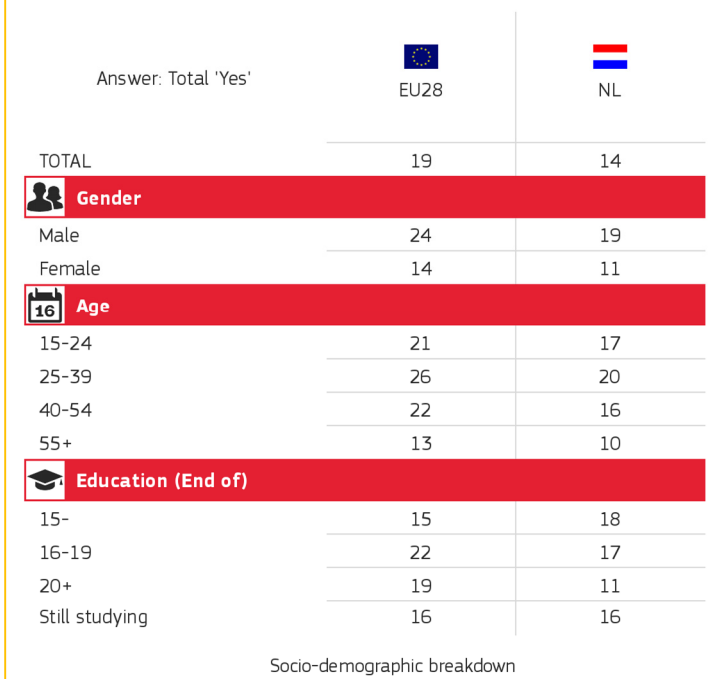 Answer: Total 'Yes'
EU28 NL
TOTAL 19 14
Gender
Male 24 19
Female 14 11
16 Age
15-24 21 17
25-39 26 20
40-54 22 16
55+ 13 10
Education (End of)
15- 15 18
16-19 22 17
20+ 19 11
Still studying 16 16
Socio-demographic breakdown